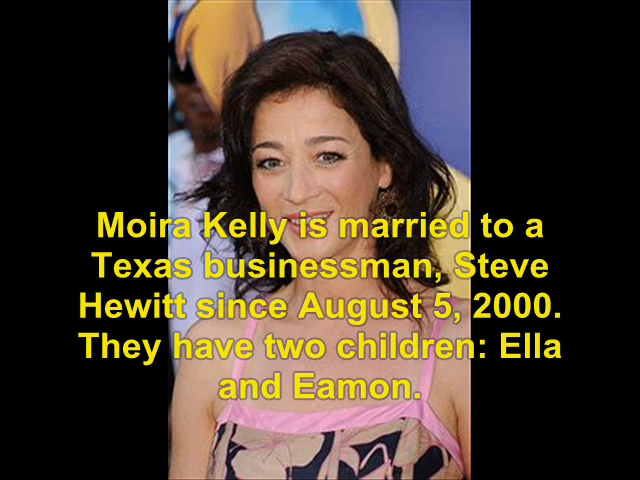 Moira Kelly is married to a
Texas businessman, Steve
Hewitt since August 5, 2000.
They have two children: Ella
and Eamon.